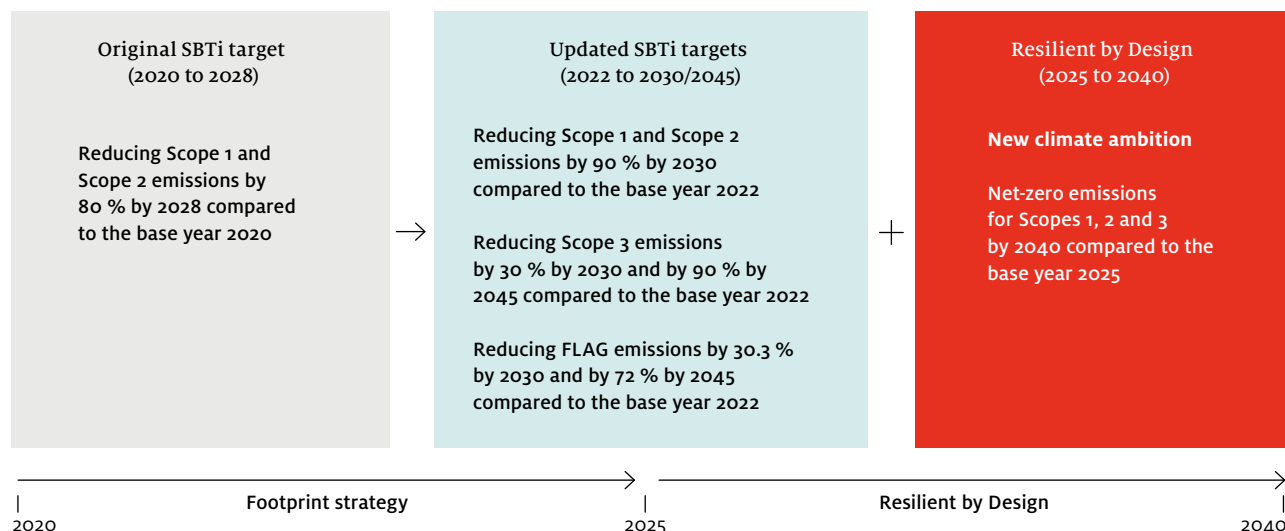 Original SBTi target
(2020 to 2028)
Reducing Scope 1 and
Scope 2 emissions by
80 % by 2028 compared
to the base year 2020
Updated SBTi targets
(2022 to 2030/2045)
Reducing Scope 1 and Scope 2
emissions by 90 % by 2030
compared to the base year 2022
Reducing Scope 3 emissions
by 30 % by 2030 and by 90 % by
2045 compared to the base year 2022
Reducing FLAG emissions by 30.3 %
by 2030 and by 72 % by 2045
compared to the base year 2022
Resilient by Design
(2025 to 2040)
New climate ambition
Net-zero emissions
for Scopes 1, 2 and 3
by 2040 compared to the
base year 2025
Footprint strategy
Resilient by Design
2020
2025
2040